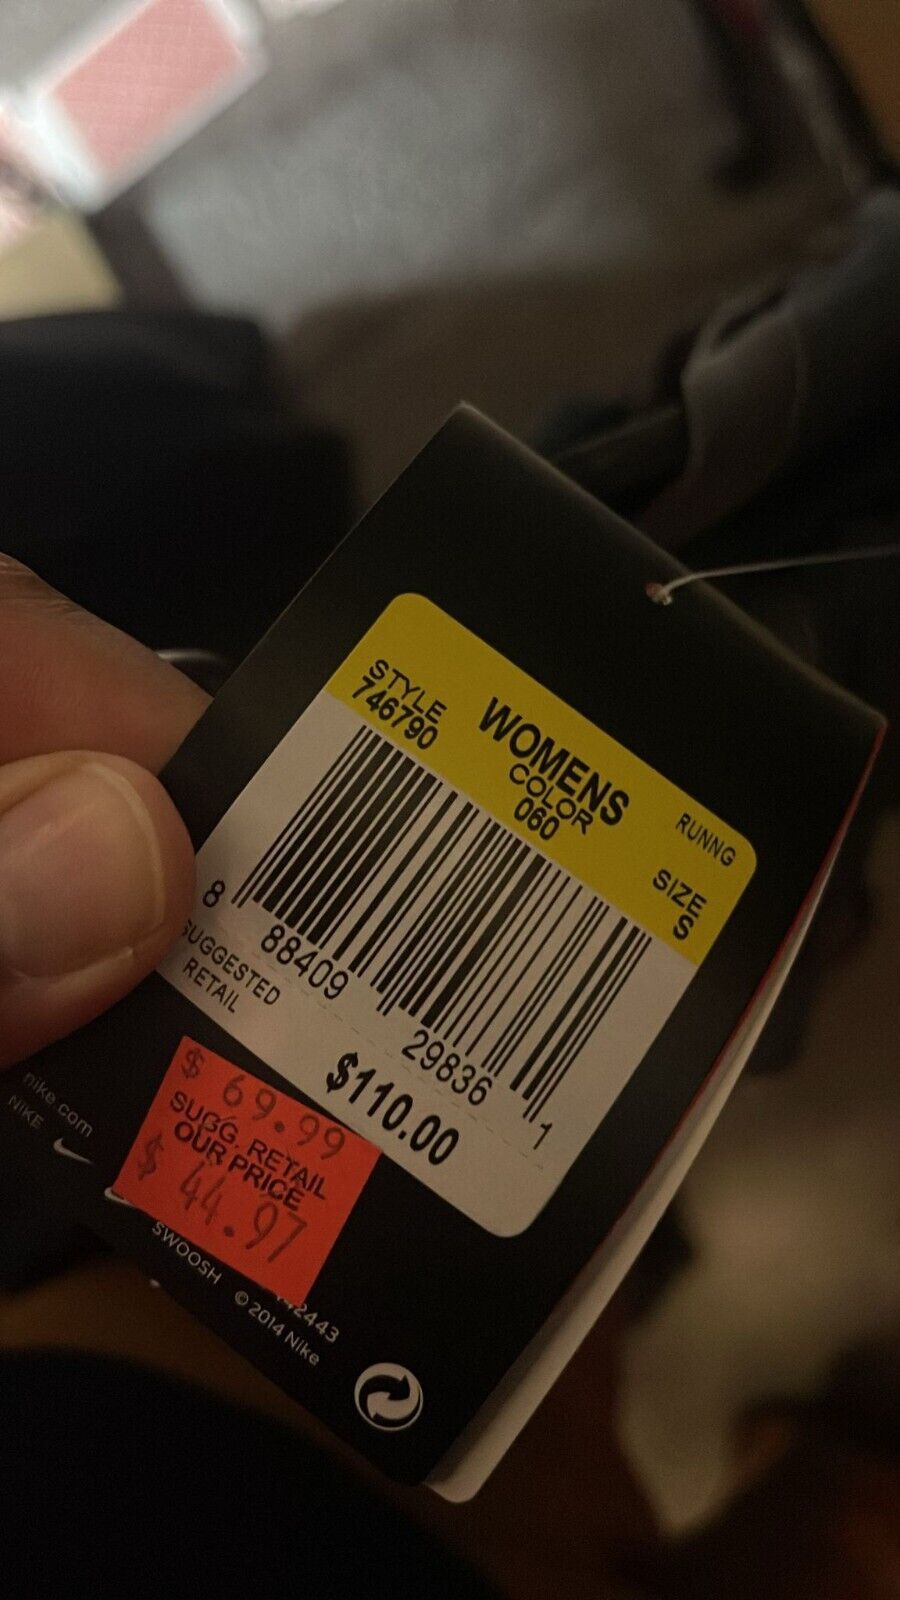 STYLE
746790
WOMENS
COLOR
060
RUNNG
SIZE
S
8 88409 29836 1
SUGGESTED
RETAIL
$110.00
$ 69.99
SUGG. RETAIL
OUR PRICE
$ 44.97
nike.com
NIKE
SWOOSH
42443
© 2014 Nike